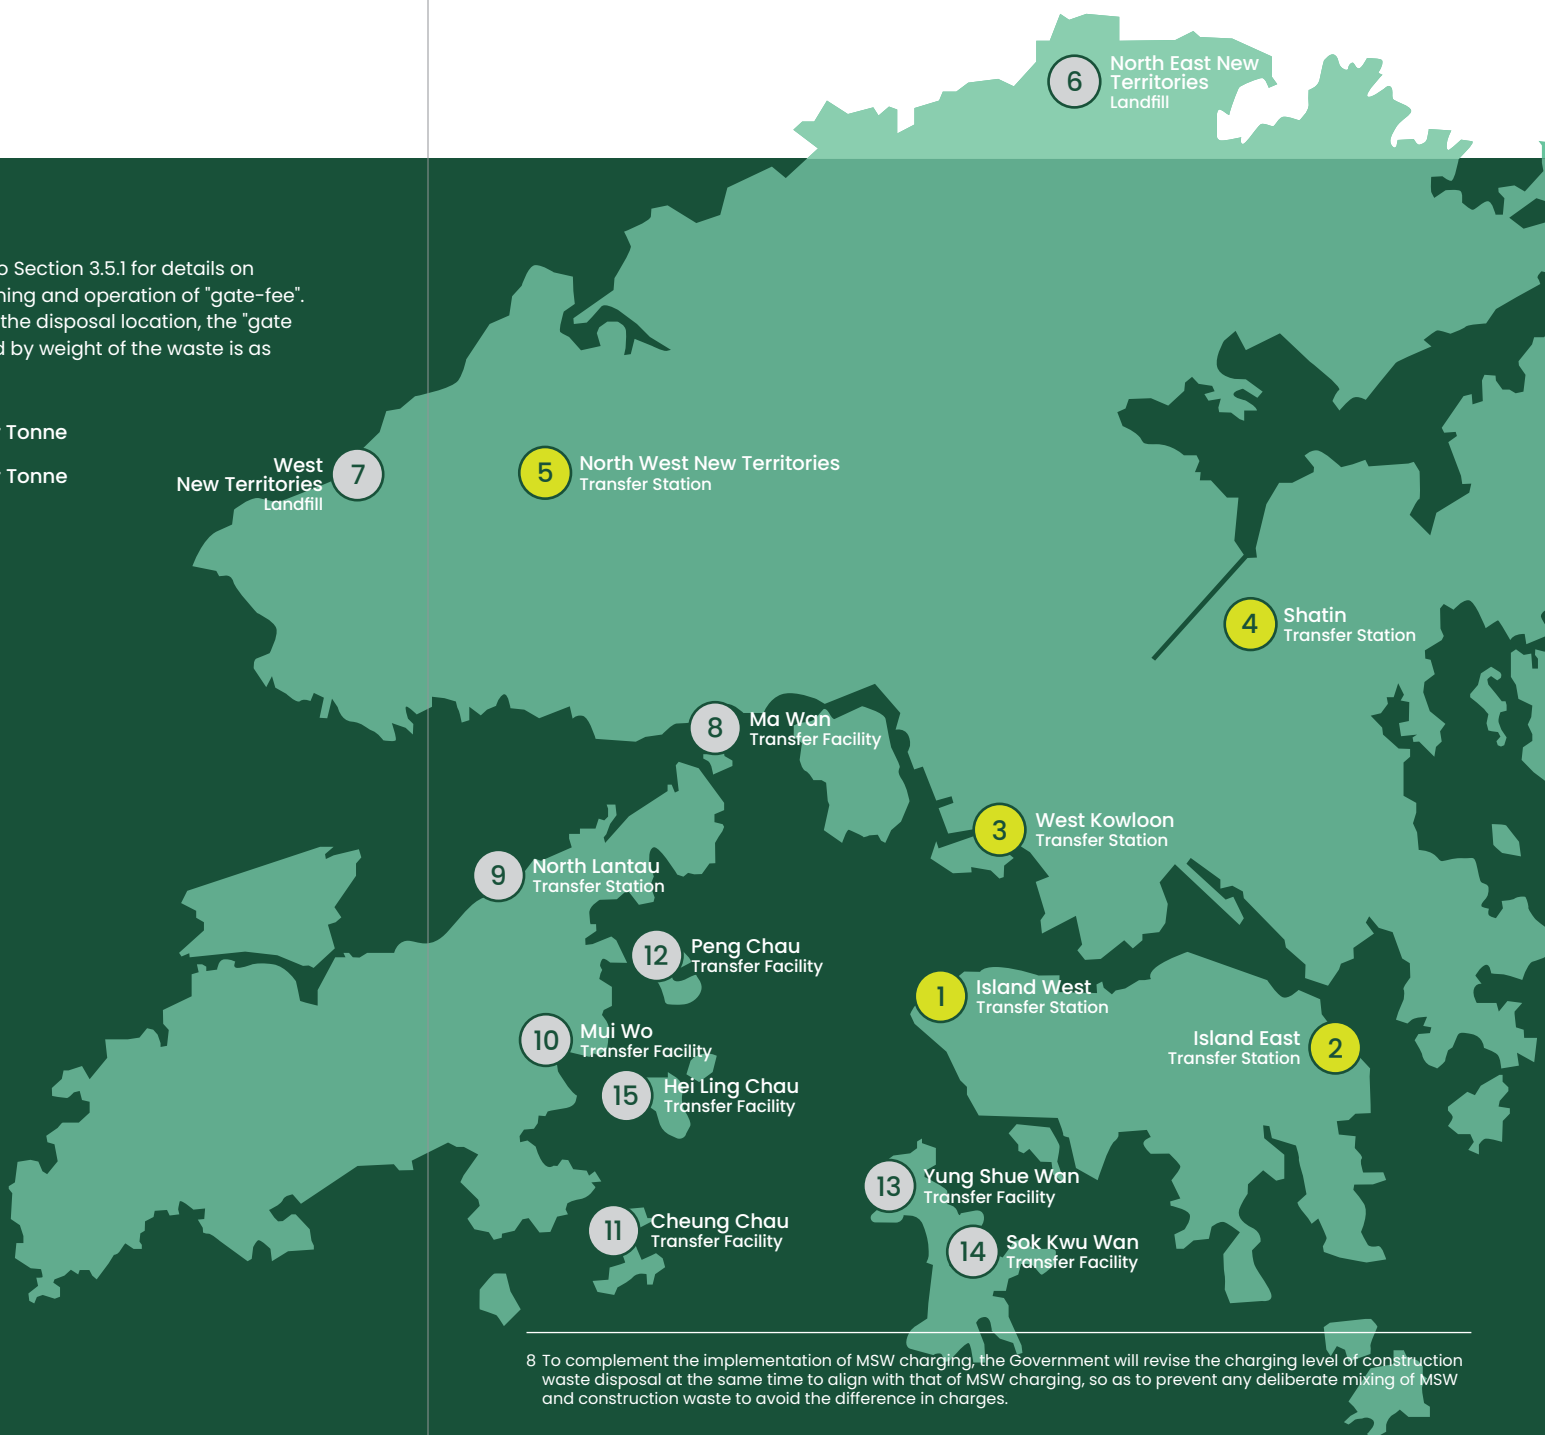 6
North East New
Territories
Landfill
o Section 3.5.1 for details on
ning and operation of "gate-fee".
the disposal location, the "gate
d by weight of the waste is as
Tonne
Tonne
West
New Territories
Landfill
7
5
North West New Territories
Transfer Station
4
Shatin
Transfer Station
8
Ma Wan
Transfer Facility
3
West Kowloon
Transfer Station
9
North Lantau
Transfer Station
12
Peng Chau
Transfer Facility
1
Island West
Transfer Station
10
Mui Wo
Transfer Facility
Island East
Transfer Station
2
15
Hei Ling Chau
Transfer Facility
13
Yung Shue Wan
Transfer Facility
11
Cheung Chau
Transfer Facility
14
Sok Kwu Wan
Transfer Facility
8 To complement the implementation of MSW charging, the Government will revise the charging level of construction
waste disposal at the same time to align with that of MSW charging, so as to prevent any deliberate mixing of MSW
and construction waste to avoid the difference in charges.